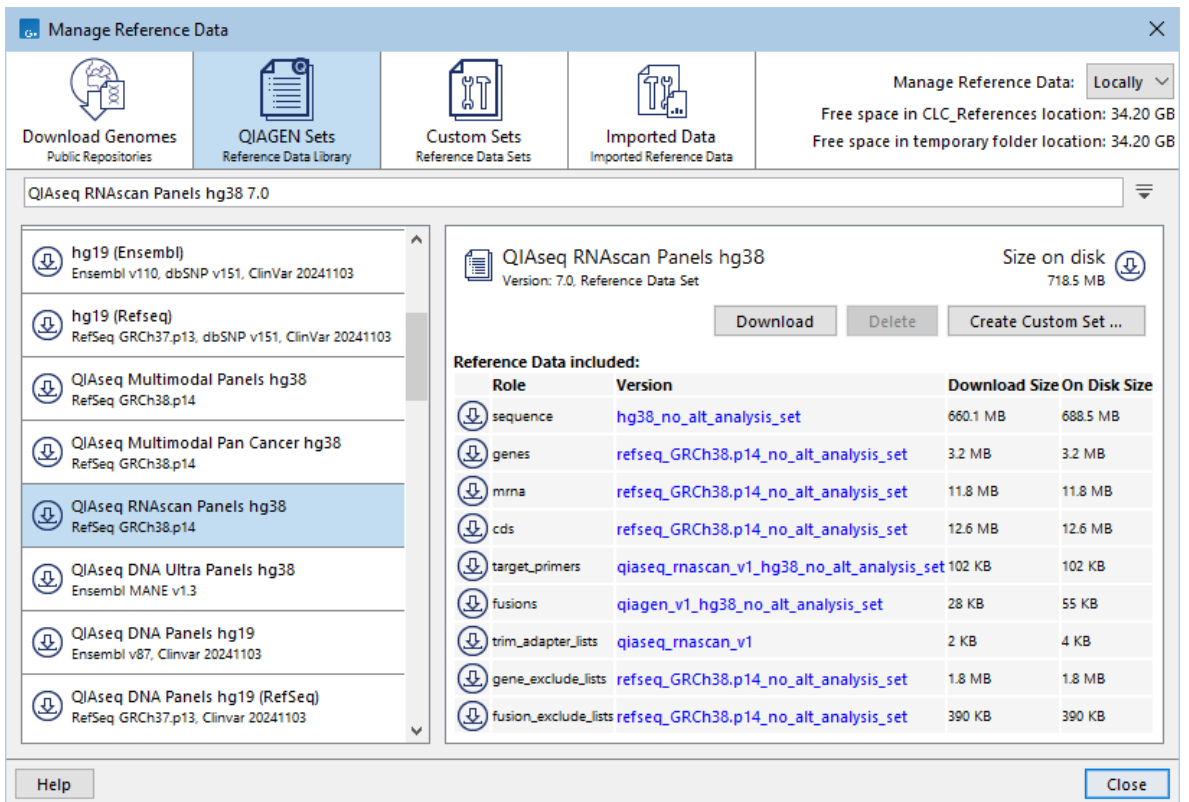 G.
Manage Reference Data
Download Genomes
Public Repositories
QIAGEN Sets
Reference Data Library
Custom Sets
Reference Data Sets
Imported Data
Imported Reference Data
Manage Reference Data: Locally
Free space in CLC_References location: 34.20 GB
Free space in temporary folder location: 34.20 GB
QIAseq RNAscan Panels hg38 7.0
hg19 (Ensembl)
Ensembl v110, dbSNP v151, ClinVar 20241103
hg19 (Refseq)
RefSeq GRCh37.p13, dbSNP v151, ClinVar 20241103
QIAseq Multimodal Panels hg38
RefSeq GRCh38.p14
QIAseq Multimodal Pan Cancer hg38
RefSeq GRCh38.p14
QIAseq RNAscan Panels hg38
RefSeq GRCh38.p14
QIAseq DNA Ultra Panels hg38
Ensembl MANE v1.3
QIAseq DNA Panels hg19
Ensembl v87, Clinvar 20241103
QIAseq DNA Panels hg19 (RefSeq)
RefSeq GRCh37.p13, Clinvar 20241103
QIAseq RNAscan Panels hg38
Version: 7.0, Reference Data Set
Size on disk
718.5 MB
Download Delete Create Custom Set ...
Reference Data included:
Role Version Download Size On Disk Size
sequence hg38_no_alt_analysis_set 660.1 MB 688.5 MB
genes refseq_GRCh38.p14_no_alt_analysis_set 3.2 MB 3.2 MB
mrna refseq_GRCh38.p14_no_alt_analysis_set 11.8 MB 11.8 MB
cds refseq_GRCh38.p14_no_alt_analysis_set 12.6 MB 12.6 MB
target_primers qiaseq_rnascan_v1_hg38_no_alt_analysis_set 102 KB 102 KB
fusions qiagen_v1_hg38_no_alt_analysis_set 28 KB 55 KB
trim_adapter_lists qiaseq_rnascan_v1 2 KB 4 KB
gene_exclude_lists refseq_GRCh38.p14_no_alt_analysis_set 1.8 MB 1.8 MB
fusion_exclude_lists refseq_GRCh38.p14_no_alt_analysis_set 390 KB 390 KB
Help Close